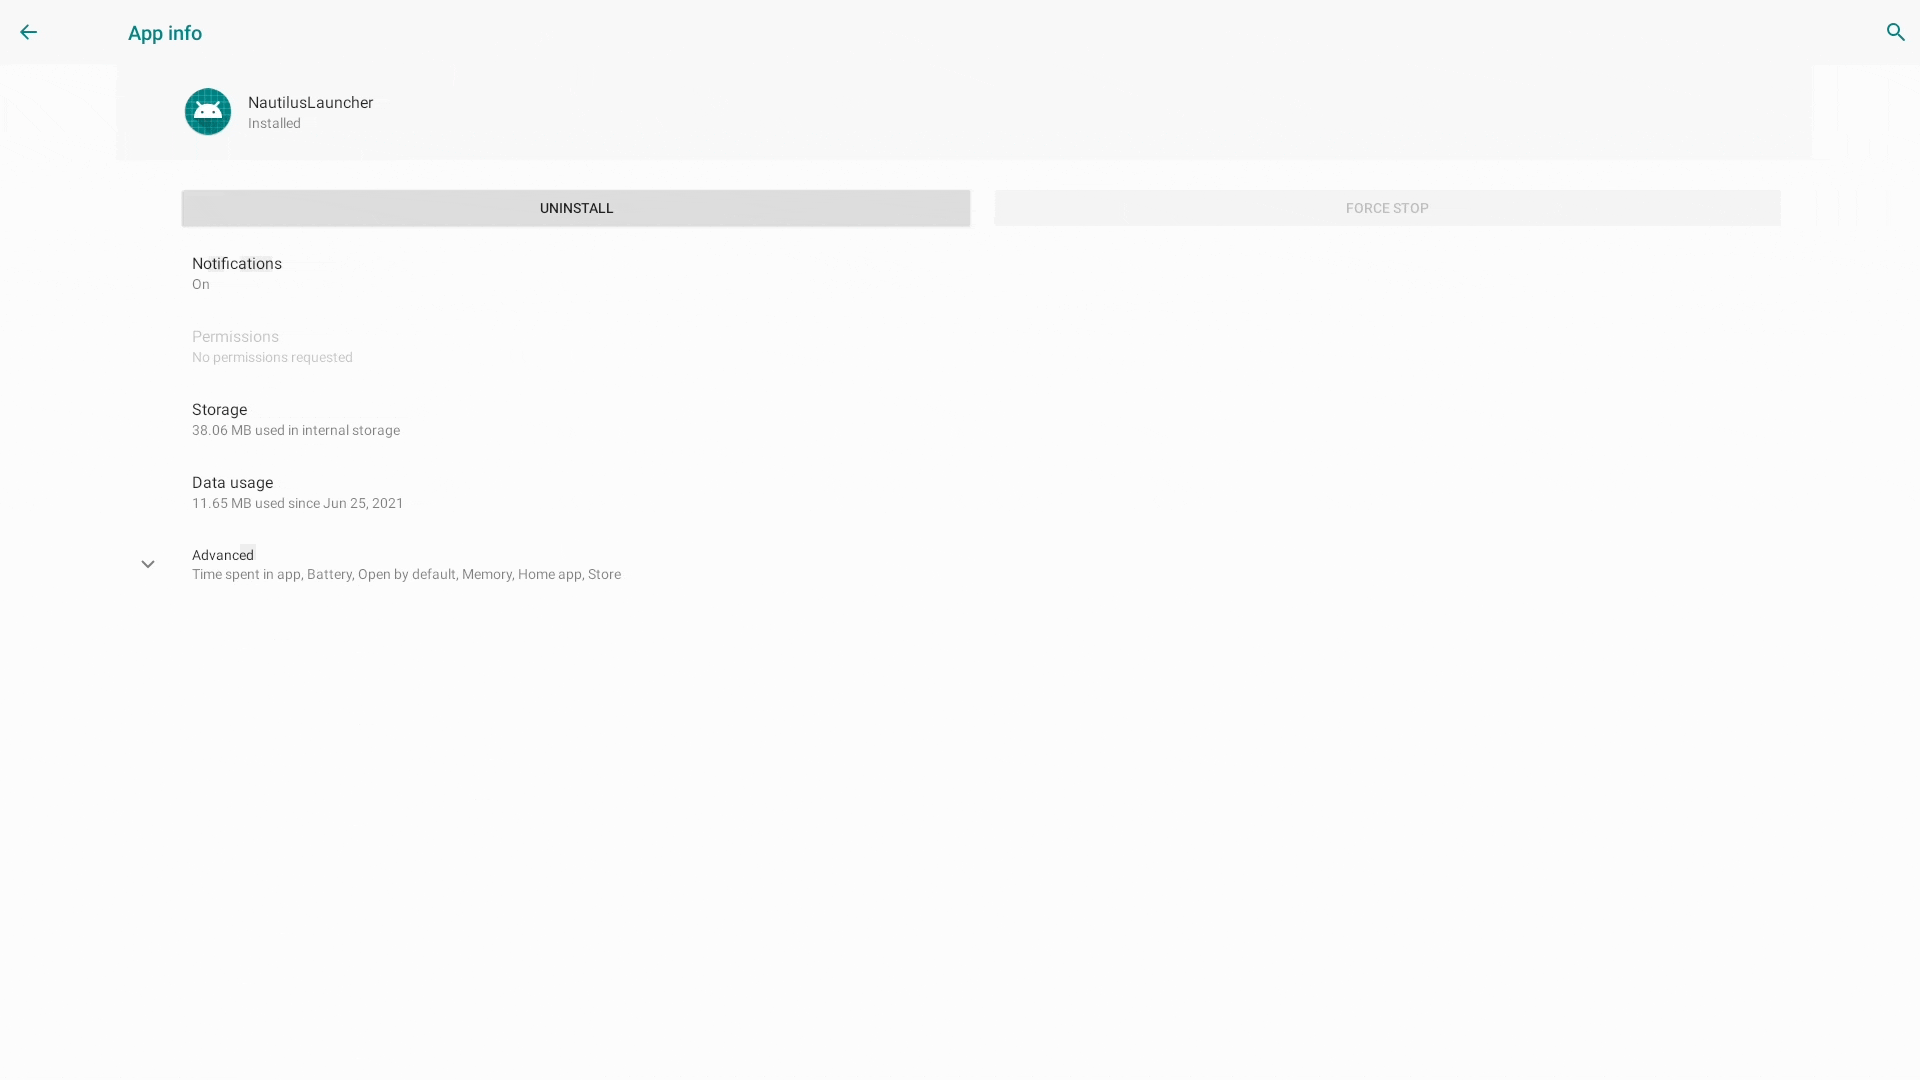 App info
NautilusLauncher
Installed
UNINSTALL
FORCE STOP
Notifications
On
Permissions
No permissions requested
Storage
38.06 MB used in internal storage
Data usage
11.65 MB used since Jun 25, 2021
Advanced
Time spent in app, Battery, Open by default, Memory, Home app, Store